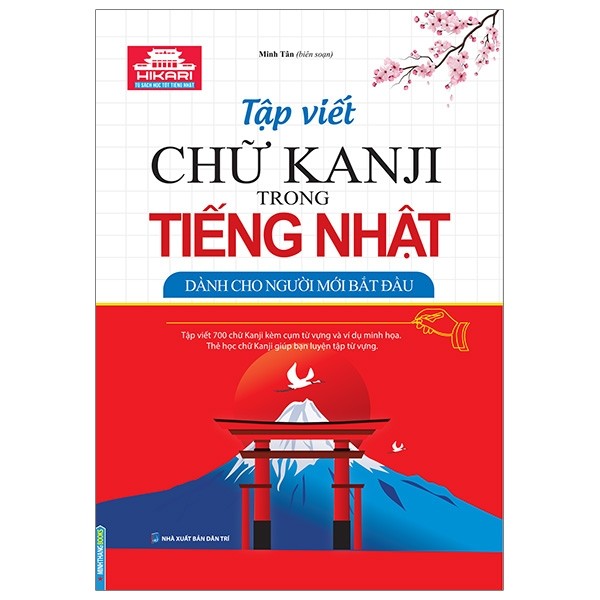 Minh Tân (biên soạn)
HIKARI
TỦ SÁCH HỌC TỐT TIẾNG NHẬT
Tập viết
CHỮ KANJI
TRONG
TIẾNG NHẬT
DÀNH CHO NGƯỜI MỚI BẮT ĐẦU
Tập viết 700 chữ Kanji kèm cụm từ vựng và ví dụ minh họa.
Thẻ học chữ Kanji giúp bạn luyện tập từ vựng.
NHÀ XUẤT BẢN DÂN TRÍ
MINHTHANGBOOKS